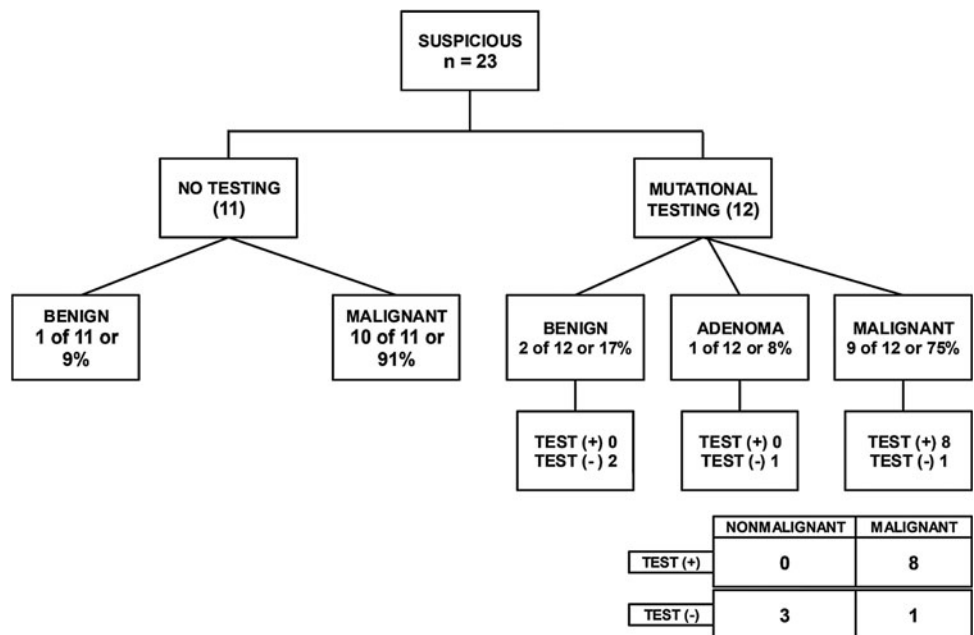 SUSPICIOUS
n = 23
NO TESTING
(11)
MUTATIONAL
TESTING (12)
BENIGN
1 of 11 or
9%
MALIGNANT
10 of 11 or
91%
BENIGN
2 of 12 or 17%
ADENOMA
1 of 12 or 8%
MALIGNANT
9 of 12 or 75%
TEST (+) 0
TEST (-) 2
TEST (+) 0
TEST (-) 1
TEST (+) 8
TEST (-) 1
NONMALIGNANT MALIGNANT
TEST (+) 0 8
TEST (-) 3 1